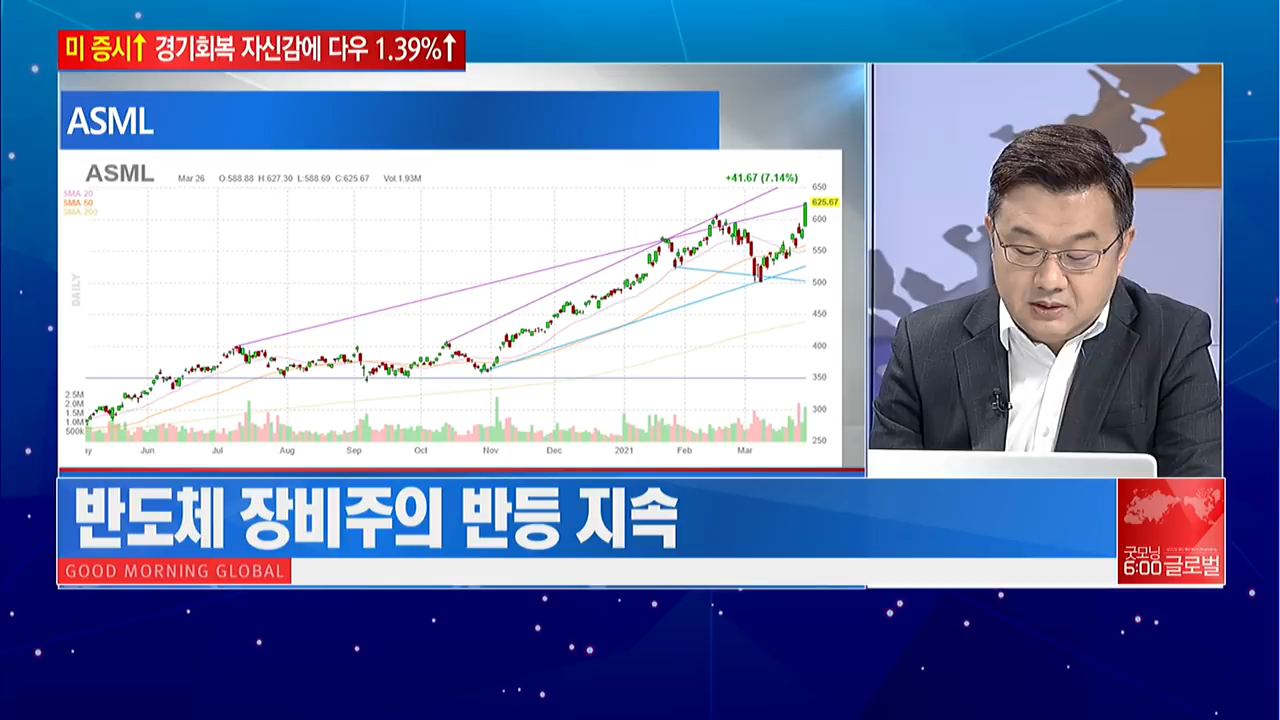 미 증시↑ 경기회복 자신감에 다우 1.39%↑
ASML
ASML Mar 26 O:588.88 H:627.30 L:588.69 C:625.67 Vol:1.93M +41.67 (7.14%)
SMA 20
SMA 50
SMA 200
DAILY
650
625.67
600
550
500
450
400
350
300
250
2.5M
2.0M
1.5M
1.0M
500k
ay Jun Jul Aug Sep Oct Nov Dec 2021 Feb Mar
반도체 장비주의 반등 지속
GOOD MORNING GLOBAL
굿모닝
6:00 글로벌